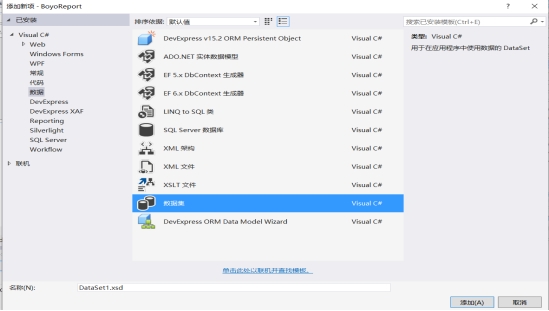 添加新项 - BoyoReport
? ×
已安装
排序依据: 默认值
搜索已安装模板(Ctrl+E)
Visual C#
Web
Windows Forms
WPF
常规
代码
数据
DevExpress
DevExpress XAF
Reporting
Silverlight
SQL Server
Workflow
联机
DevExpress v15.2 ORM Persistent Object Visual C#
ADO.NET 实体数据模型 Visual C#
EF 5.x DbContext 生成器 Visual C#
EF 6.x DbContext 生成器 Visual C#
LINQ to SQL 类 Visual C#
SQL Server 数据库 Visual C#
XML 架构 Visual C#
XML 文件 Visual C#
XSLT 文件 Visual C#
数据集 Visual C#
DevExpress ORM Data Model Wizard Visual C#
类型: Visual C#
用于在应用程序中使用数据的 DataSet
单击此处以联机并查找模板。
名称(N): DataSet1.xsd
添加(A) 取消